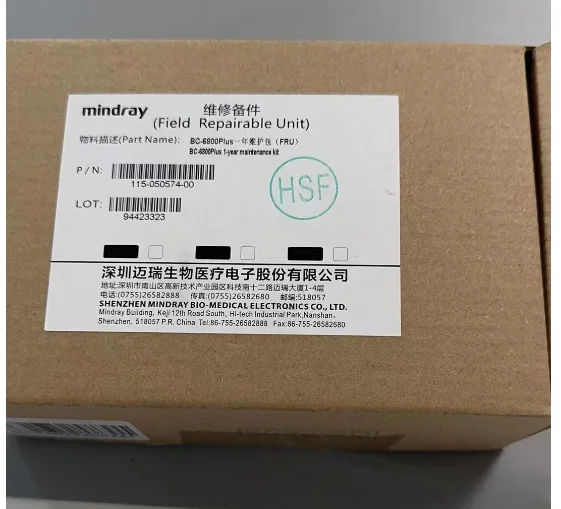 mindray
维修备件
(Field Repairable Unit)
物料描述(Part Name): BC-6800Plus一年维护包（FRU）
BC-6800Plus 1-year maintenance kit
P / N:
115-050574-00
HSF
LOT:
94423323
深圳迈瑞生物医疗电子股份有限公司
地址:深圳市南山区高新技术产业园区科技南十二路迈瑞大厦1-4层
电话:(0755)26582888 传真:(0755)26582680 邮编:518057
SHENZHEN MINDRAY BIO-MEDICAL ELECTRONICS CO., LTD.
Mindray Building, Keji 12th Road South, Hi-tech Industrial Park,Nanshan,
Shenzhen, 518057 P.R. China Tel:86-755-26582888 Fax:86-755-26582680